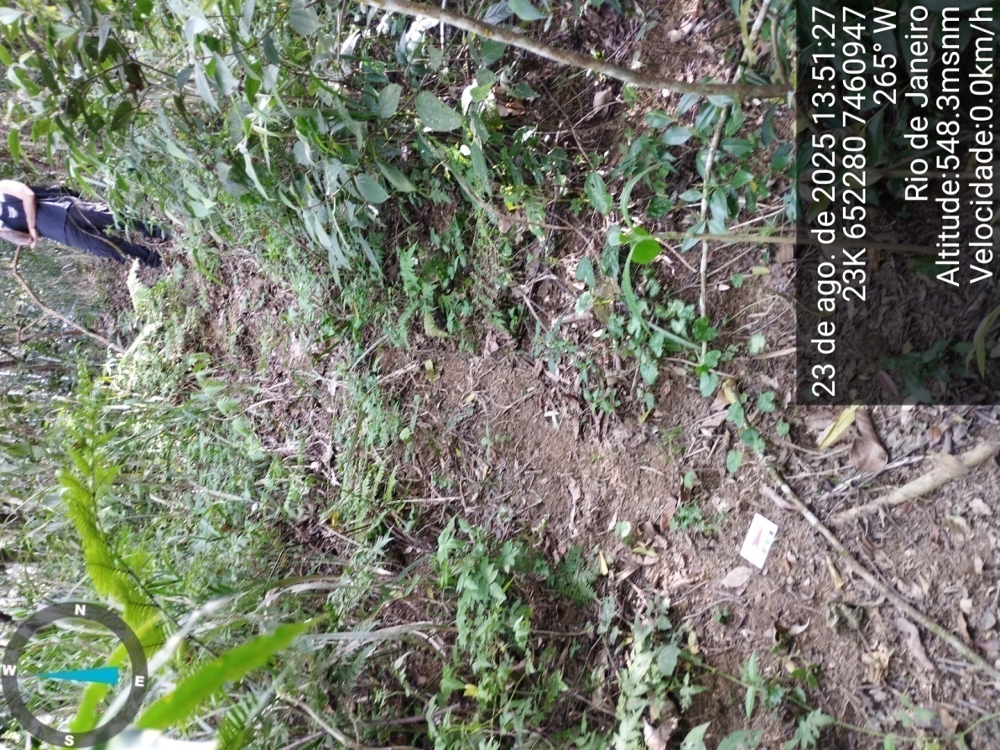 23 de ago. de 2025 13:51:27
23K 652280 7460947
265° W
Rio de Janeiro
Altitude:548.3msnm
Velocidade:0.0km/h
N
W
E
S